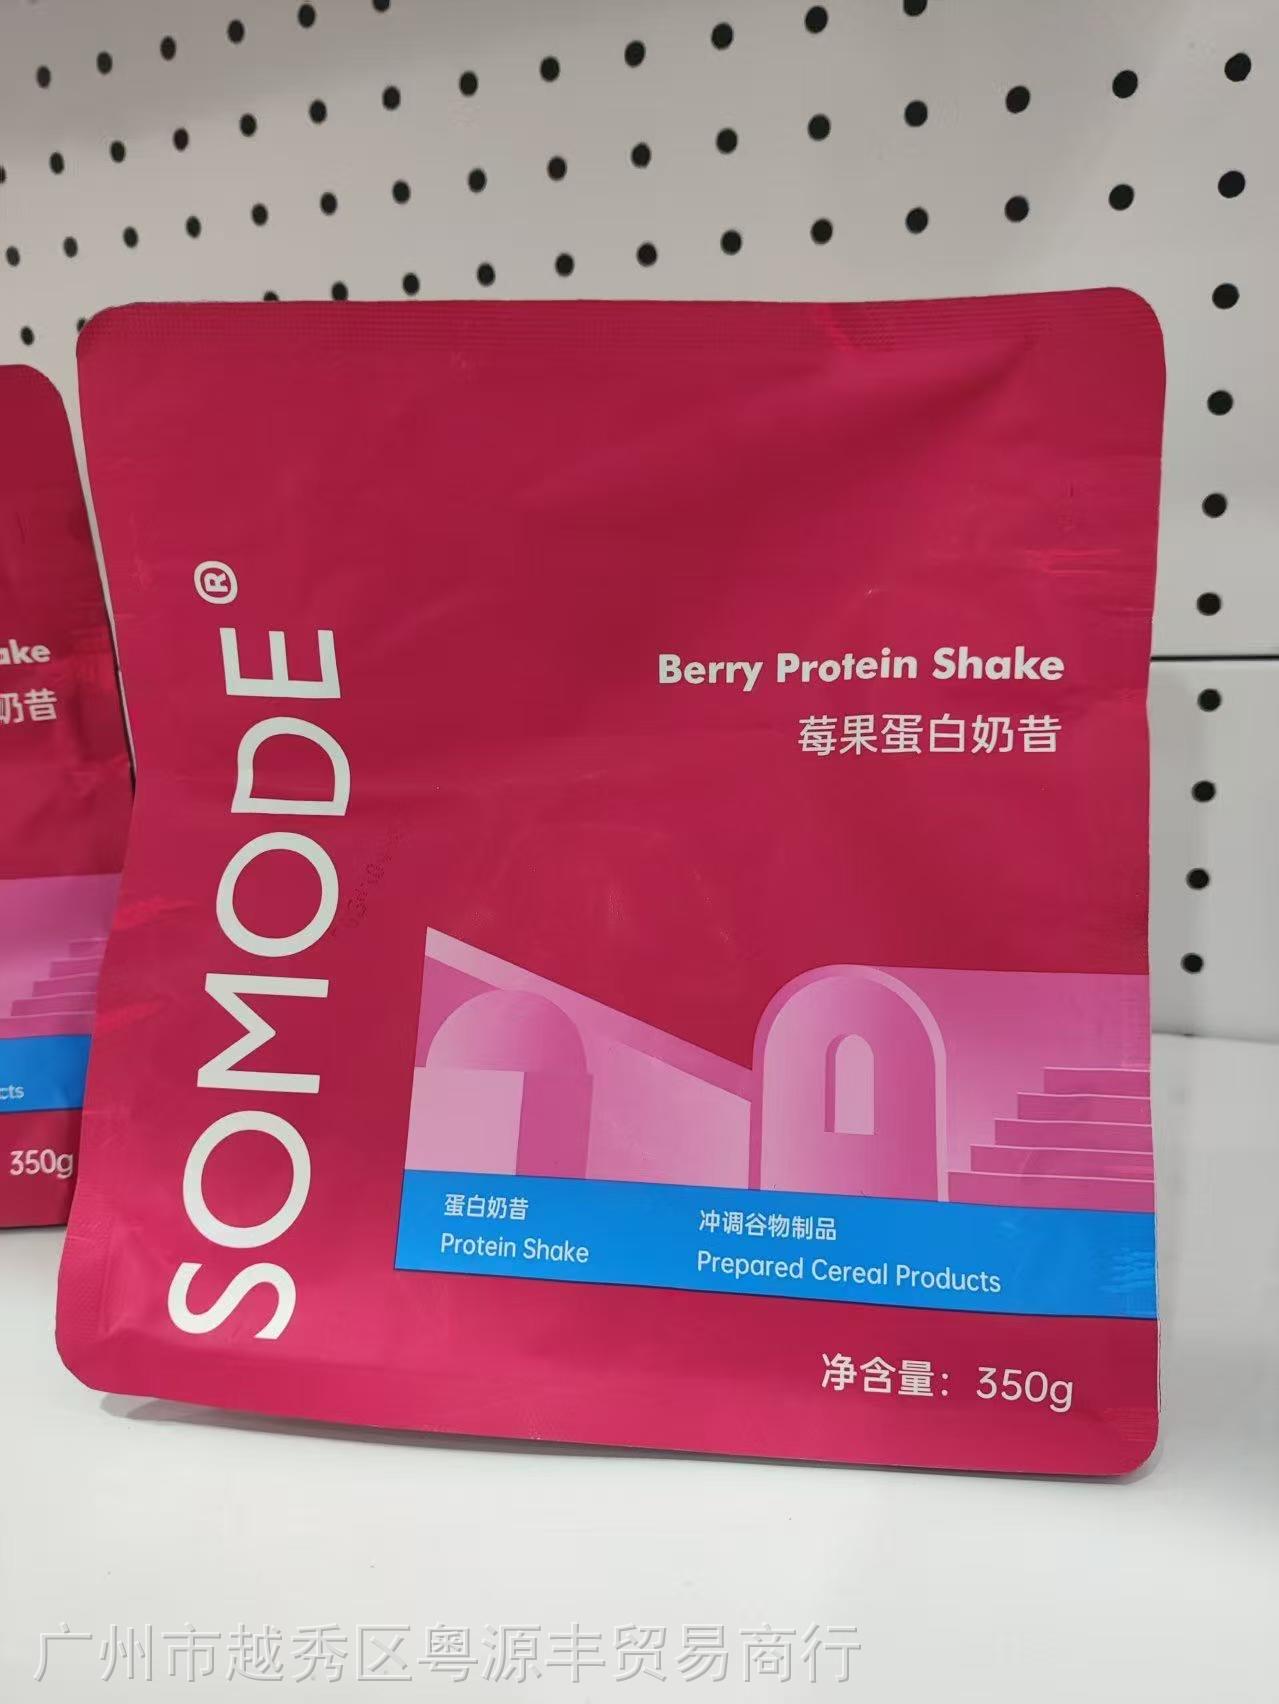 SOMODE®
Berry Protein Shake
莓果蛋白奶昔
蛋白奶昔
Protein Shake
冲调谷物制品
Prepared Cereal Products
净含量：350g
ake
奶昔
cts
350g
广州市越秀区粤源丰贸易商行